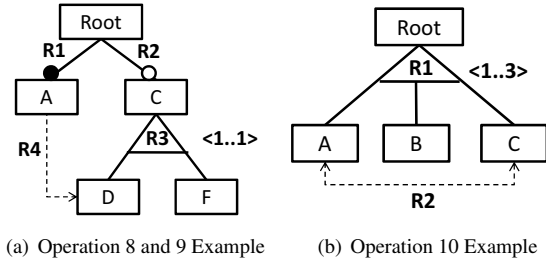 Root
R1 R2
A C
R3 <1..1>
R4
D F
(a) Operation 8 and 9 Example
Root
R1 <1..3>
A B C
R2
(b) Operation 10 Example